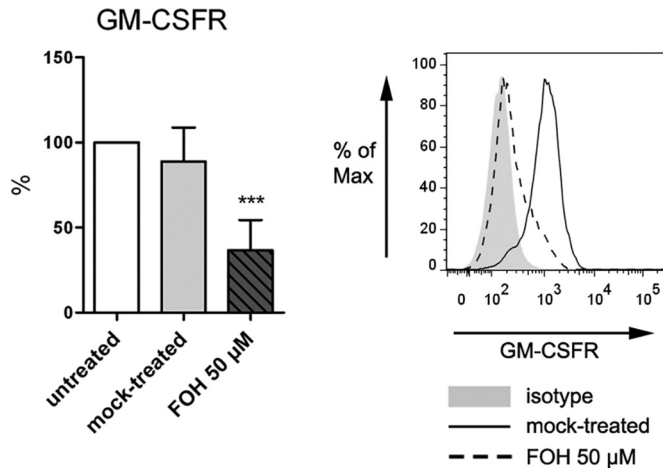 GM-CSFR
%
150
100
50
0
***
untreated
mock-treated
FOH 50 µM
% of
Max
100
80
60
40
20
0
0 10² 10³ 10⁴ 10⁵
GM-CSFR
isotype
mock-treated
FOH 50 µM